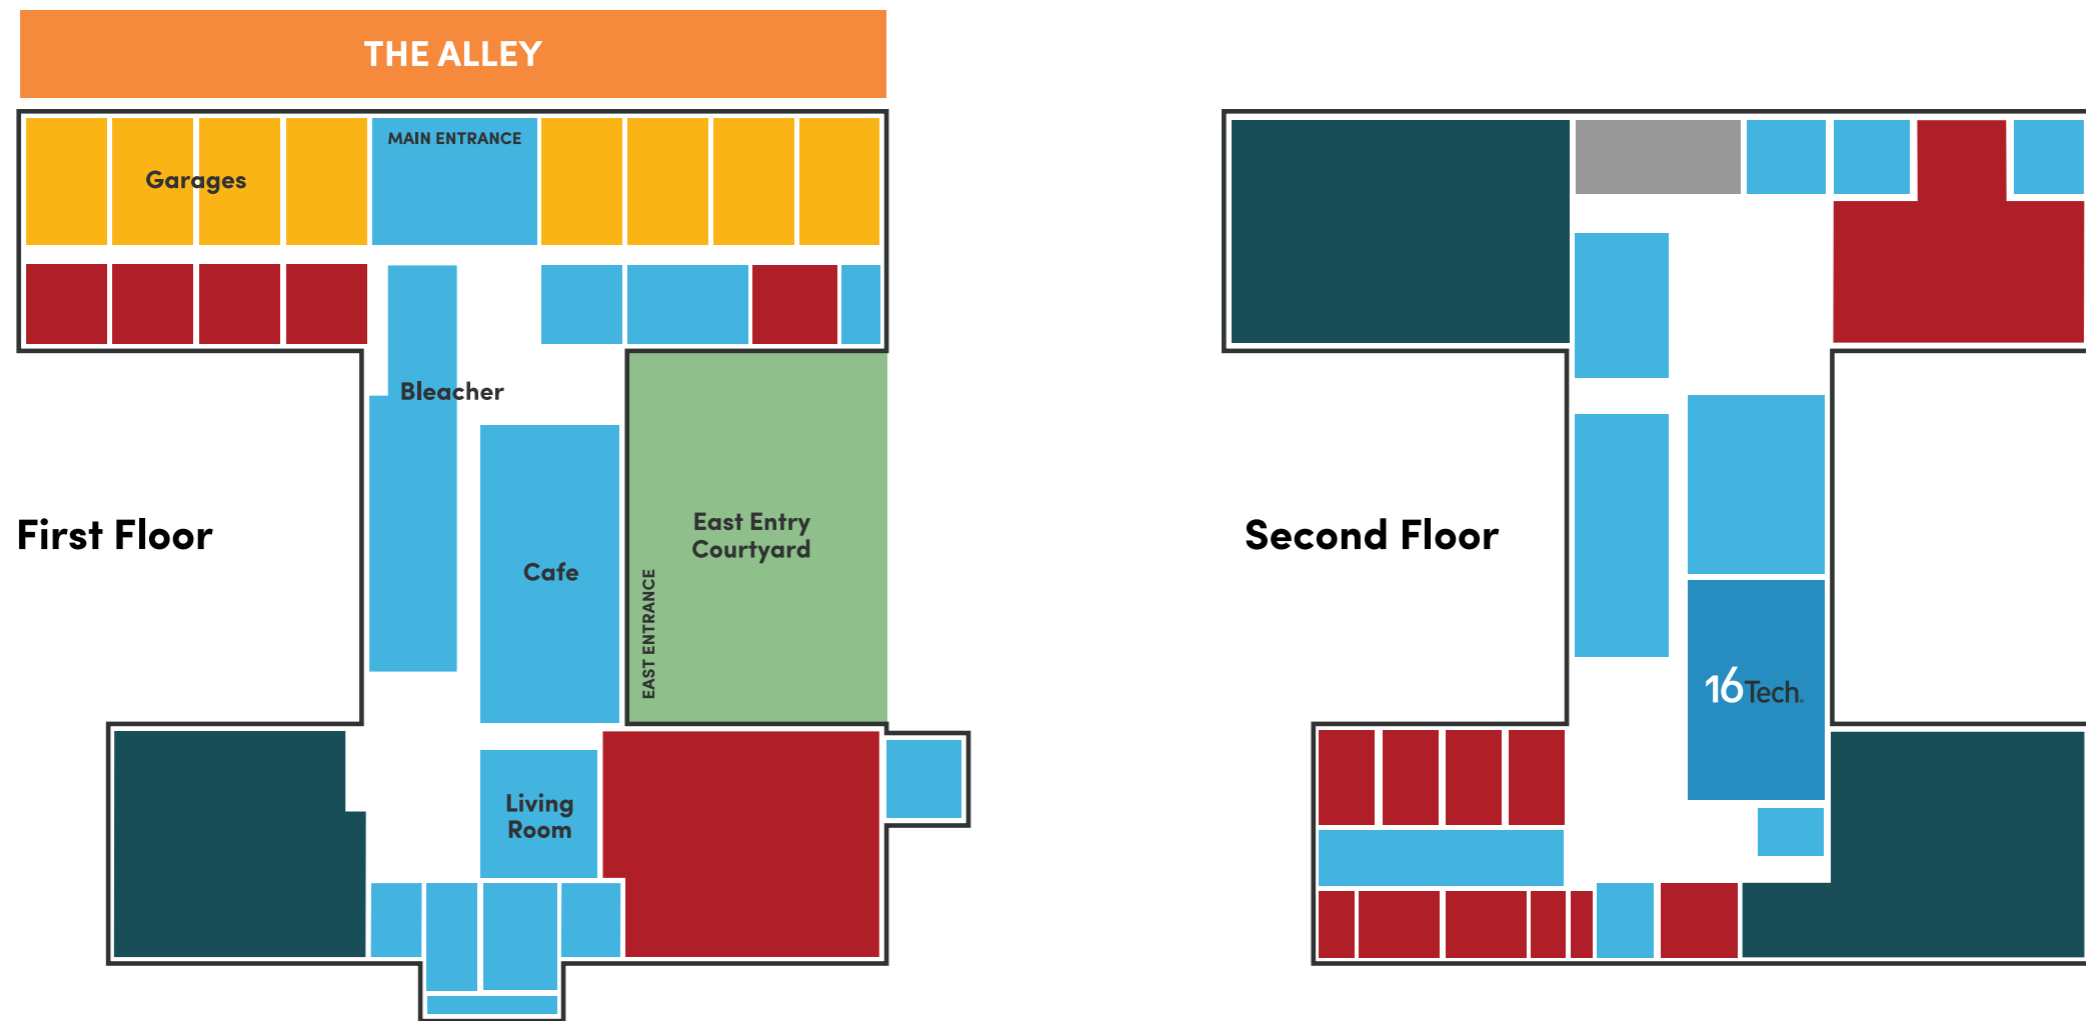 THE ALLEY
MAIN ENTRANCE
Garages
Bleacher
First Floor
Cafe
East Entry
Courtyard
EAST ENTRANCE
Living
Room
Second Floor
16Tech.